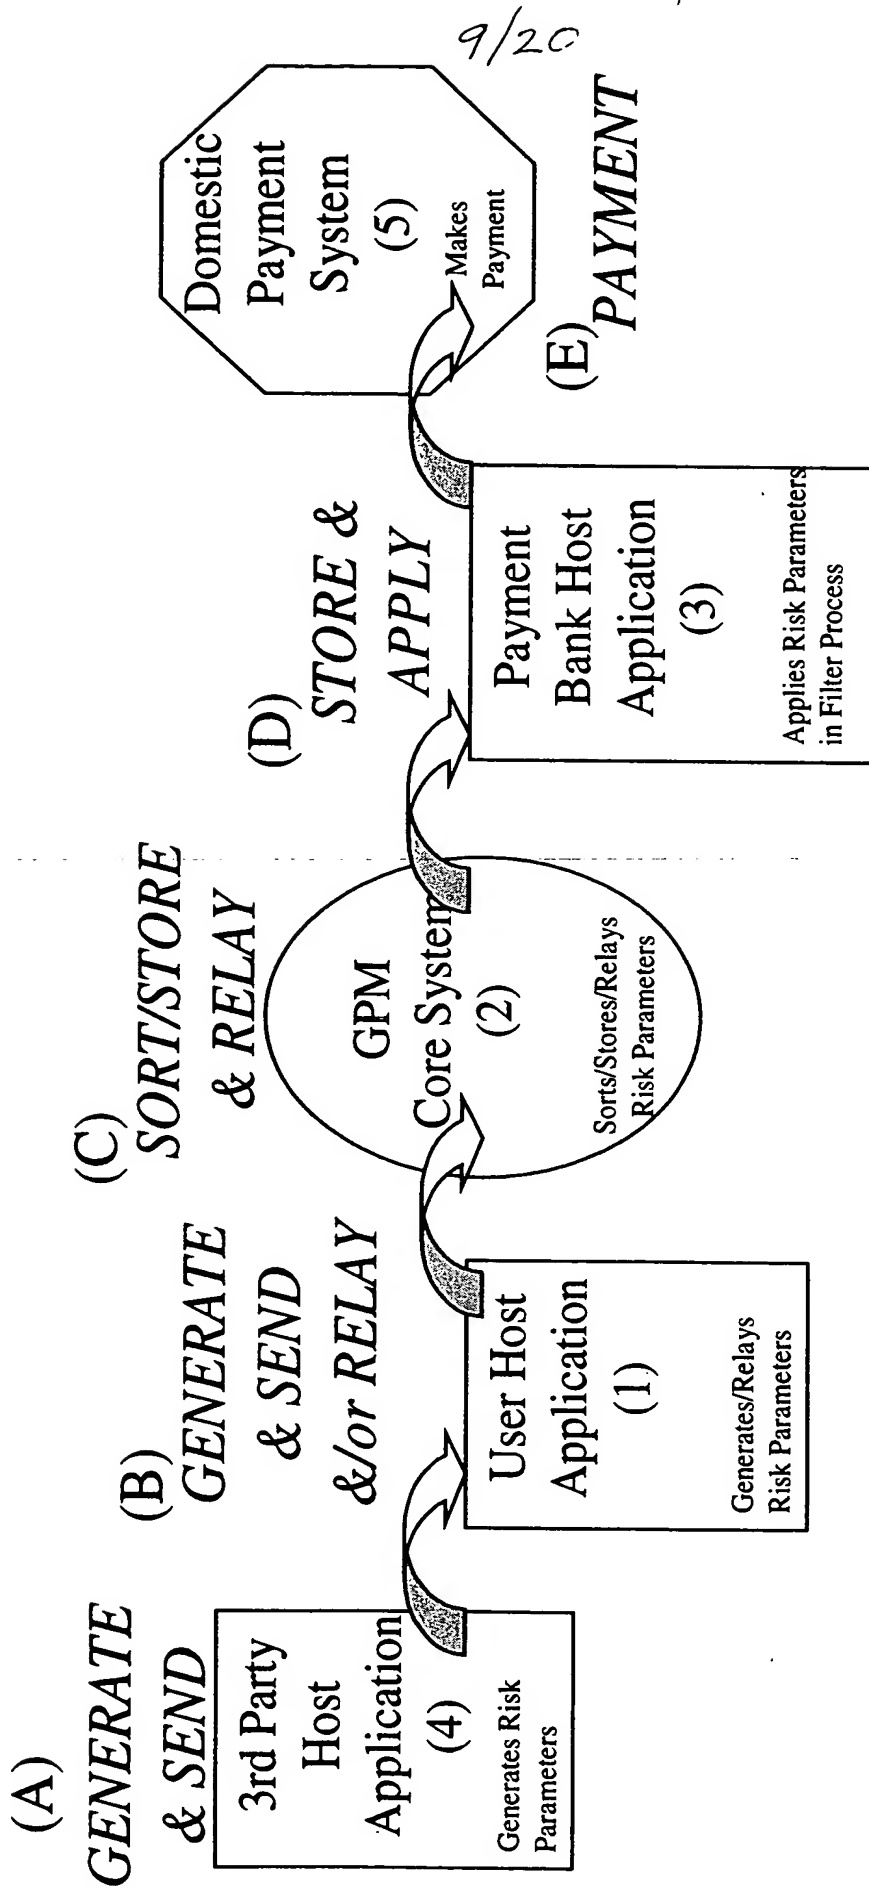 9/20
(A)
GENERATE
& SEND
3rd Party
Host
Application
(4)
Generates Risk
Parameters
(B)
GENERATE
& SEND
&/or RELAY
User Host
Application
(1)
Generates/Relays
Risk Parameters
(C)
SORT/STORE
& RELAY
GPM
Core System
(2)
Sorts/Stores/Relays
Risk Parameters
(D)
STORE &
APPLY
Payment
Bank Host
Application
(3)
Applies Risk Parameters
in Filter Process
Domestic
Payment
System
(5)
Makes
Payment
(E)
PAYMENT